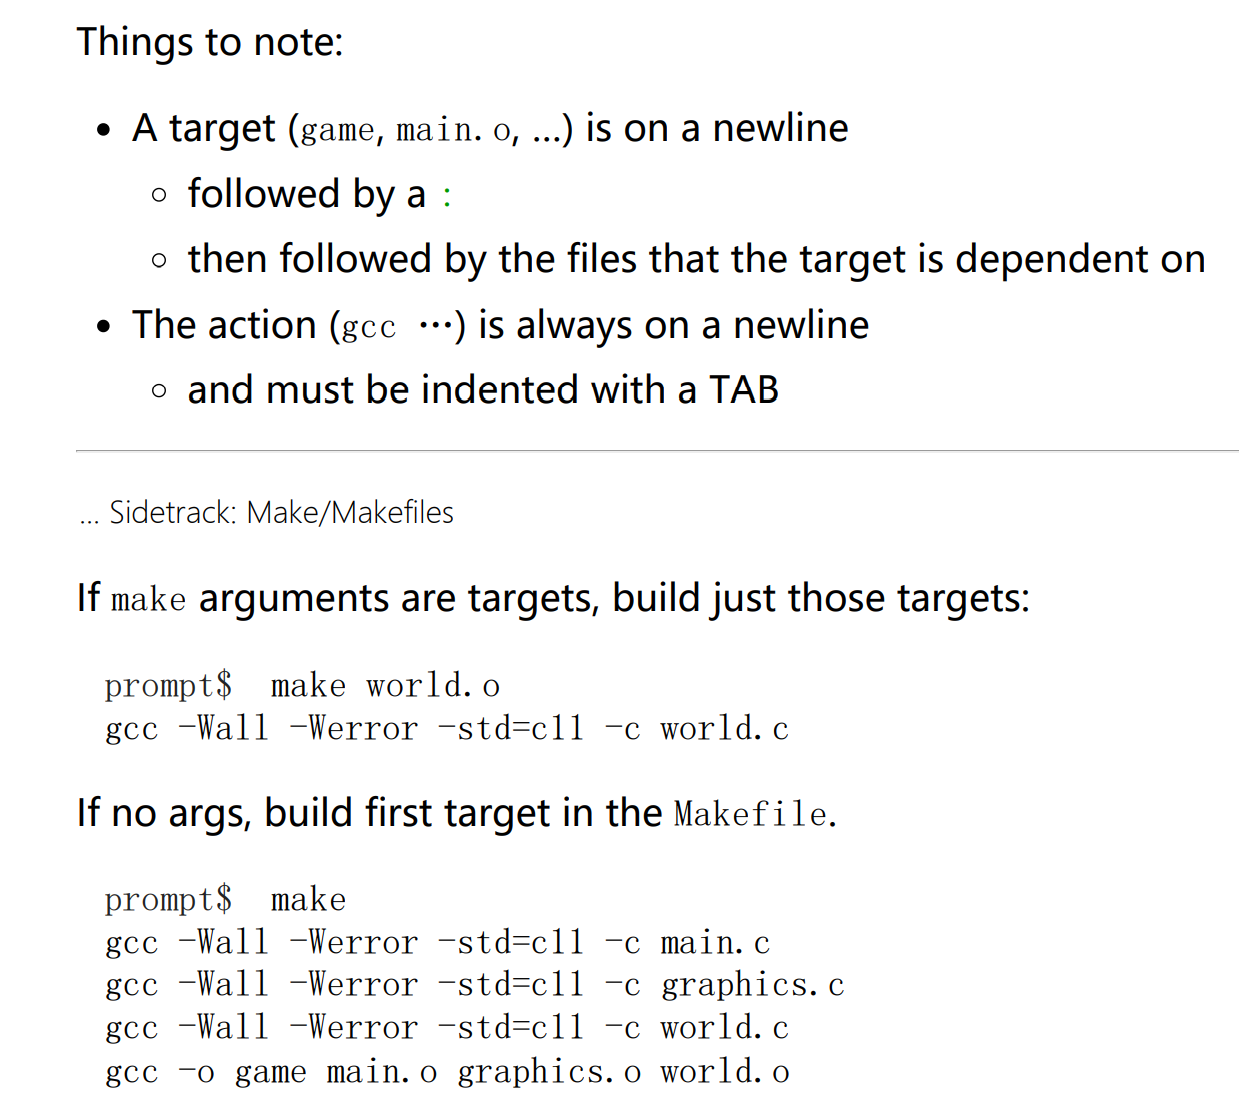 Things to note:
• A target (game, main.o, ...) is on a newline
◦ followed by a :
◦ then followed by the files that the target is dependent on
• The action (gcc ⋯) is always on a newline
◦ and must be indented with a TAB
... Sidetrack: Make/Makefiles
If make arguments are targets, build just those targets:
prompt$  make world.o
gcc -Wall -Werror -std=c11 -c world.c
If no args, build first target in the Makefile.
prompt$  make
gcc -Wall -Werror -std=c11 -c main.c
gcc -Wall -Werror -std=c11 -c graphics.c
gcc -Wall -Werror -std=c11 -c world.c
gcc -o game main.o graphics.o world.o